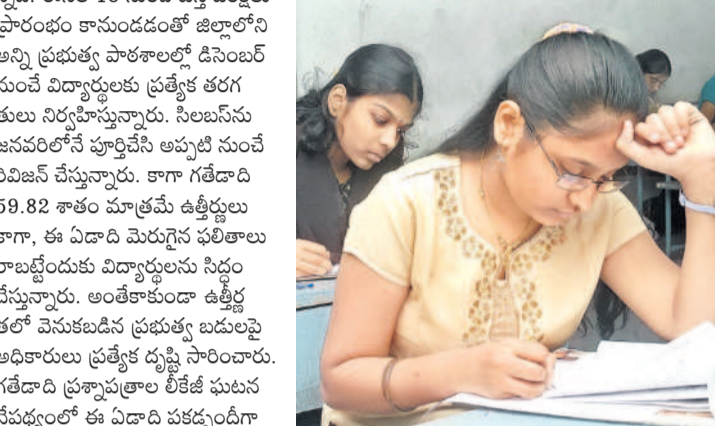 ప్రారంభం కానుండడంతో జిల్లాలోని
అన్ని ప్రభుత్వ పాఠశాలల్లో డిసెంబర్
నుంచే విద్యార్థులకు ప్రత్యేక తరగ
తులు నిర్వహిస్తున్నారు. సిలబస్‌ను
జనవరిలోనే పూర్తిచేసి అప్పటి నుంచే
రివిజన్ చేస్తున్నారు. కాగా గతేడాది
59.82 శాతం మాత్రమే ఉత్తీర్ణులు
కాగా, ఈ ఏడాది మెరుగైన ఫలితాలు
రాబట్టేందుకు విద్యార్థులను సిద్ధం
చేస్తున్నారు. అంతేకాకుండా ఉత్తీర్ణ
తలో వెనుకబడిన ప్రభుత్వ బడులపై
అధికారులు ప్రత్యేక దృష్టి సారించారు.
గతేడాది ప్రశ్నాపత్రాల లీకేజీ ఘటన
నేపథ్యంలో ఈ ఏడాది పకడ్బందీగా